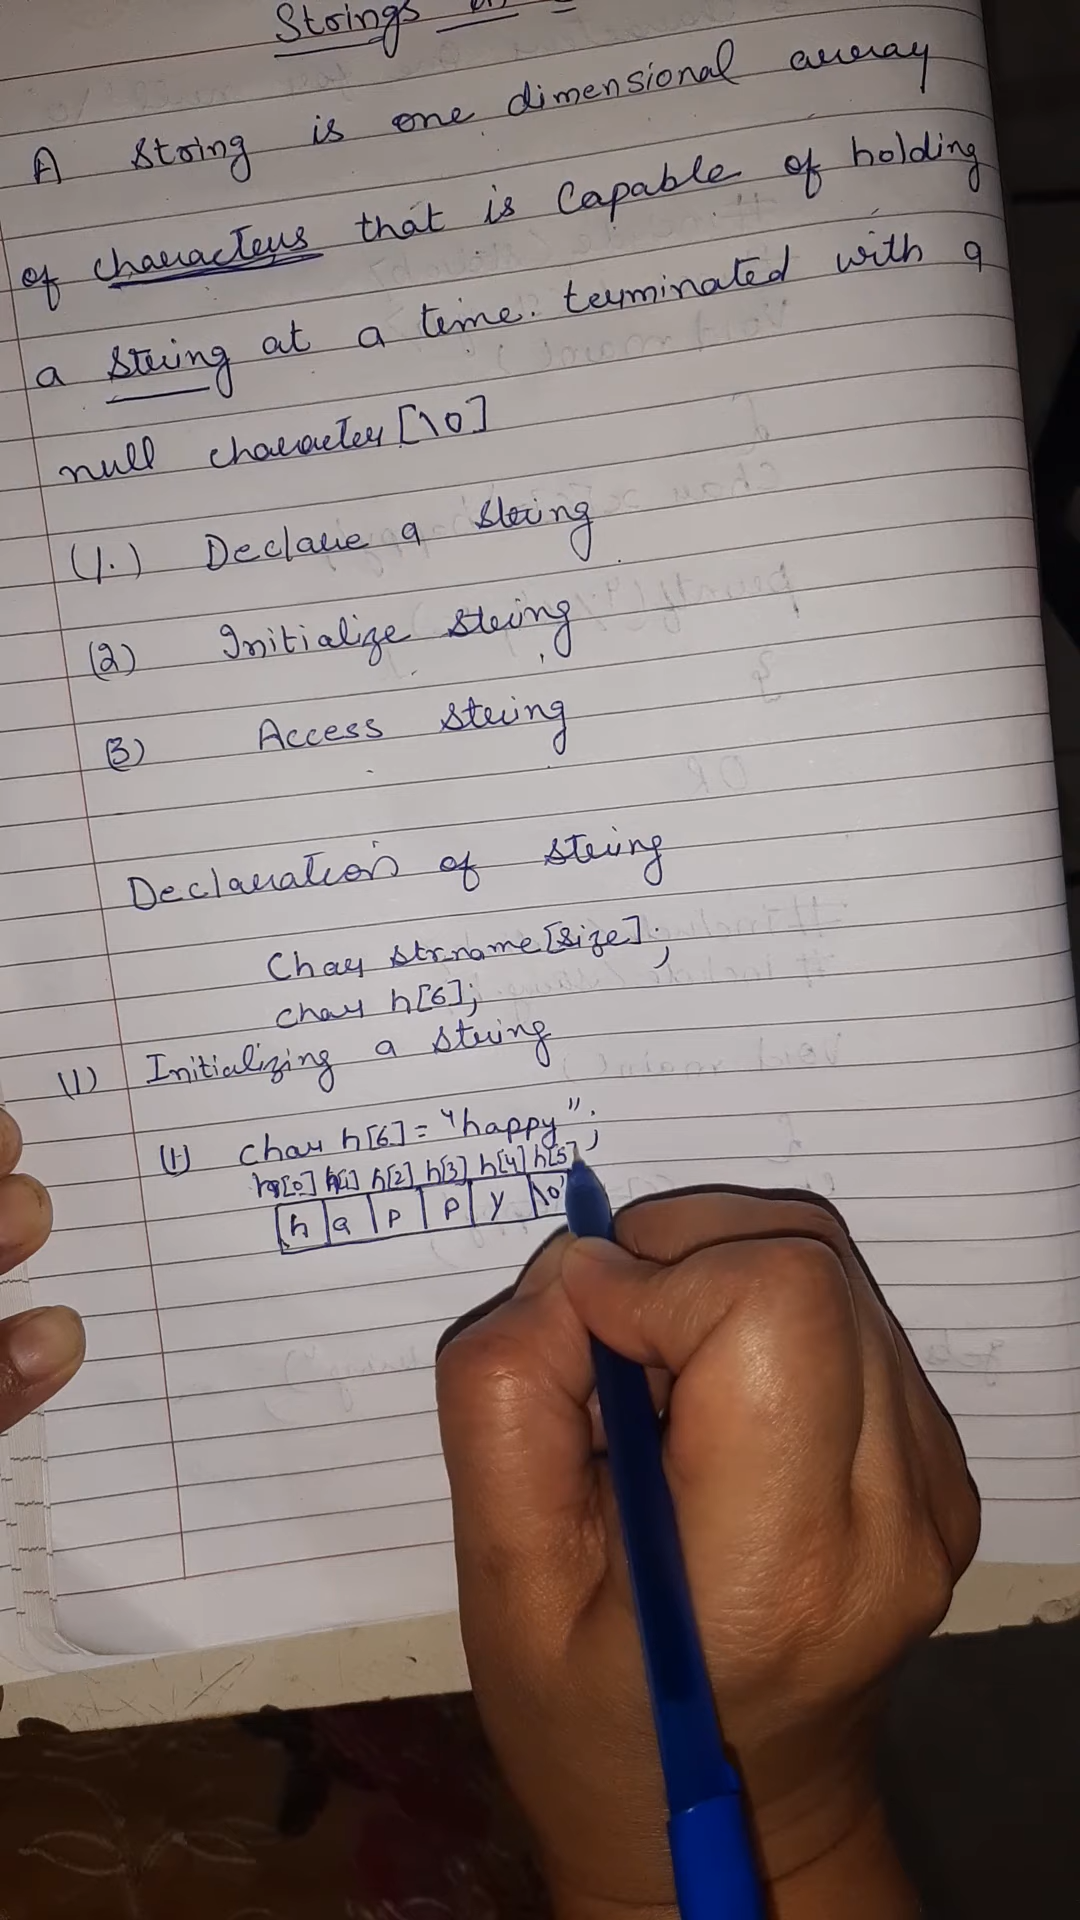 Strings in
A String is one dimensional array
of characters that is Capable of holding
a string at a time. terminated with a
null character [\0]
(1.) Declare a string
(2) Initialize string
(3) Access string
Declaration of string
Char strname[size];
char h[6];
(1) Initializing a string
(1) char h[6] = "happy";
h[0] h[1] h[2] h[3] h[4] h[5]
h a p p y \0'